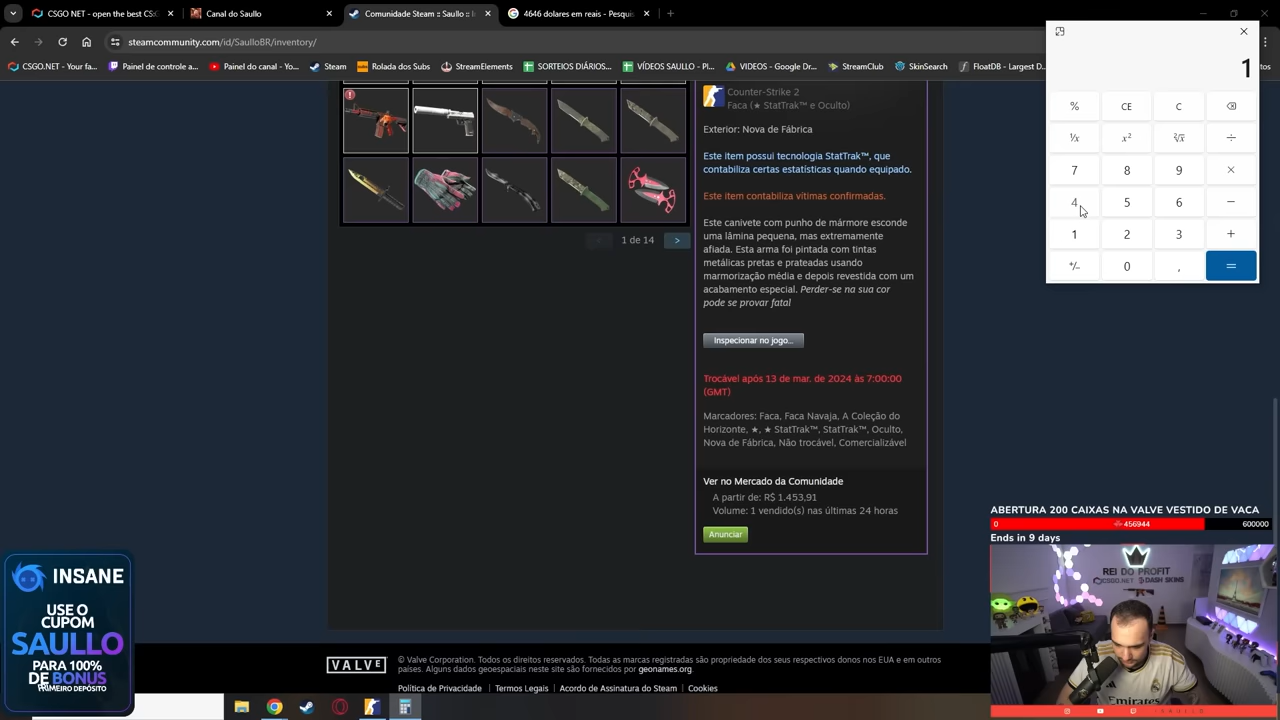 CSGO.NET - open the best CS
Canal do Saullo
Comunidade Steam :: Saullo :: I
4646 dolares em reais - Pesquis
steamcommunity.com/id/SaulloBR/inventory/
CSGO.NET - Your fa...
Painel de controle a...
Painel do canal - Yo...
Steam
Rolada dos Subs
StreamElements
SORTEIOS DIÁRIOS...
VÍDEOS SAULLO - Pl...
VIDEOS - Google Dr...
StreamClub
SkinSearch
FloatDB - Largest D...
1
% CE C
¹/x x² ²√x ÷
7 8 9 ×
4 5 6 −
1 2 3 +
+/− 0 , =
Counter-Strike 2
Faca (★ StatTrak™ e Oculto)
Exterior: Nova de Fábrica
Este item possui tecnologia StatTrak™, que
contabiliza certas estatísticas quando equipado.
Este item contabiliza vítimas confirmadas.
Este canivete com punho de mármore esconde
uma lâmina pequena, mas extremamente
afiada. Esta arma foi pintada com tintas
metálicas pretas e prateadas usando
marmorização média e depois revestida com um
acabamento especial. Perder-se na sua cor
pode se provar fatal
1 de 14 >
Inspecionar no jogo...
Trocável após 13 de mar. de 2024 às 7:00:00
(GMT)
Marcadores: Faca, Faca Navaja, A Coleção do
Horizonte, ★, ★ StatTrak™, StatTrak™, Oculto,
Nova de Fábrica, Não trocável, Comercializável
Ver no Mercado da Comunidade
A partir de: R$ 1.453,91
Volume: 1 vendido(s) nas últimas 24 horas
Anunciar
ABERTURA 200 CAIXAS NA VALVE VESTIDO DE VACA
0 456944 600000
Ends in 9 days
REI DO PROFIT
CSGO.NET DASH SKINS
Emirates
INSANE
USE O
CUPOM
SAULLO
PARA 100%
DE BONUS
NO PRIMEIRO DEPÓSITO
VALVE
© Valve Corporation. Todos os direitos reservados. Todas as marcas registradas são propriedade dos seus respectivos donos nos EUA e em outros
países. Alguns dados geoespaciais neste site são fornecidos por geonames.org.
Política de Privacidade | Termos Legais | Acordo de Assinatura do Steam | Cookies